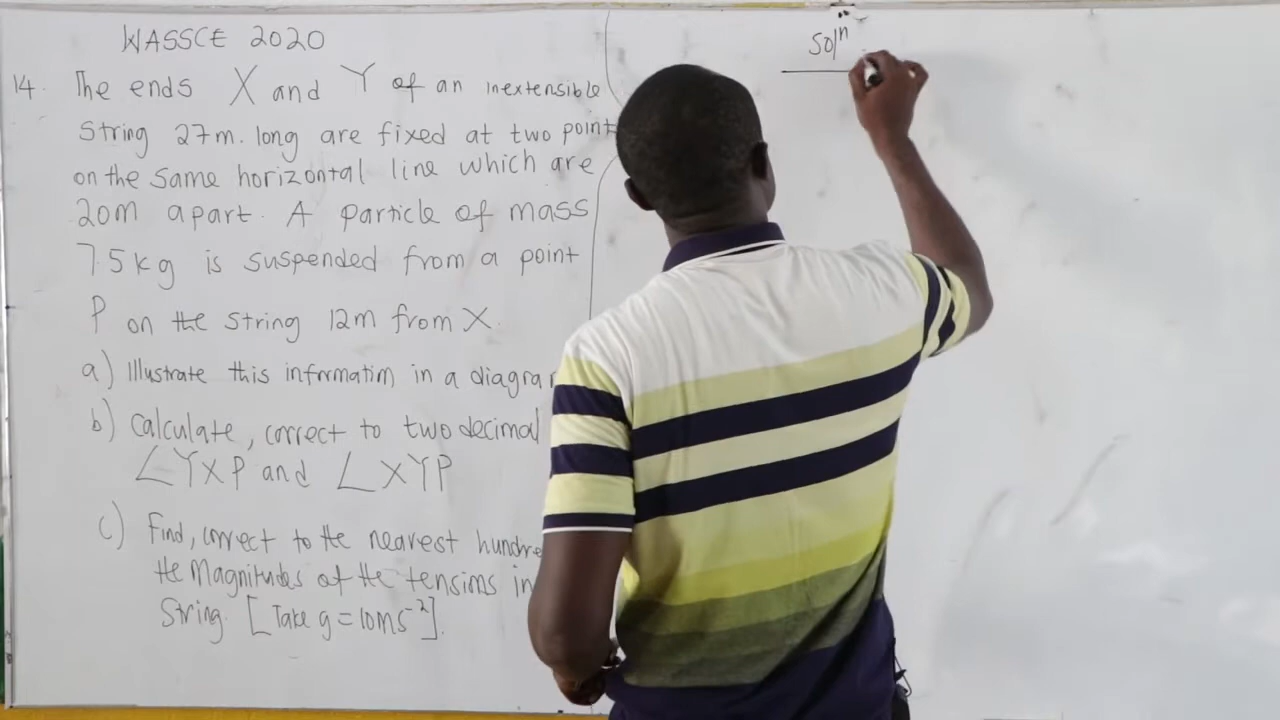 WASSCE 2020
14. The ends X and Y of an inextensible
String 27m. long are fixed at two point
on the same horizontal line which are
20m apart. A particle of mass
7.5kg is suspended from a point
P on the string 12m from X.
a) Illustrate this information in a diagra
b) Calculate, correct to two decimal
∠YXP and ∠XYP
c) Find, correct to the nearest hundre
the Magnitudes of the tensions in
String. [Take g = 10ms⁻²].
Solⁿ